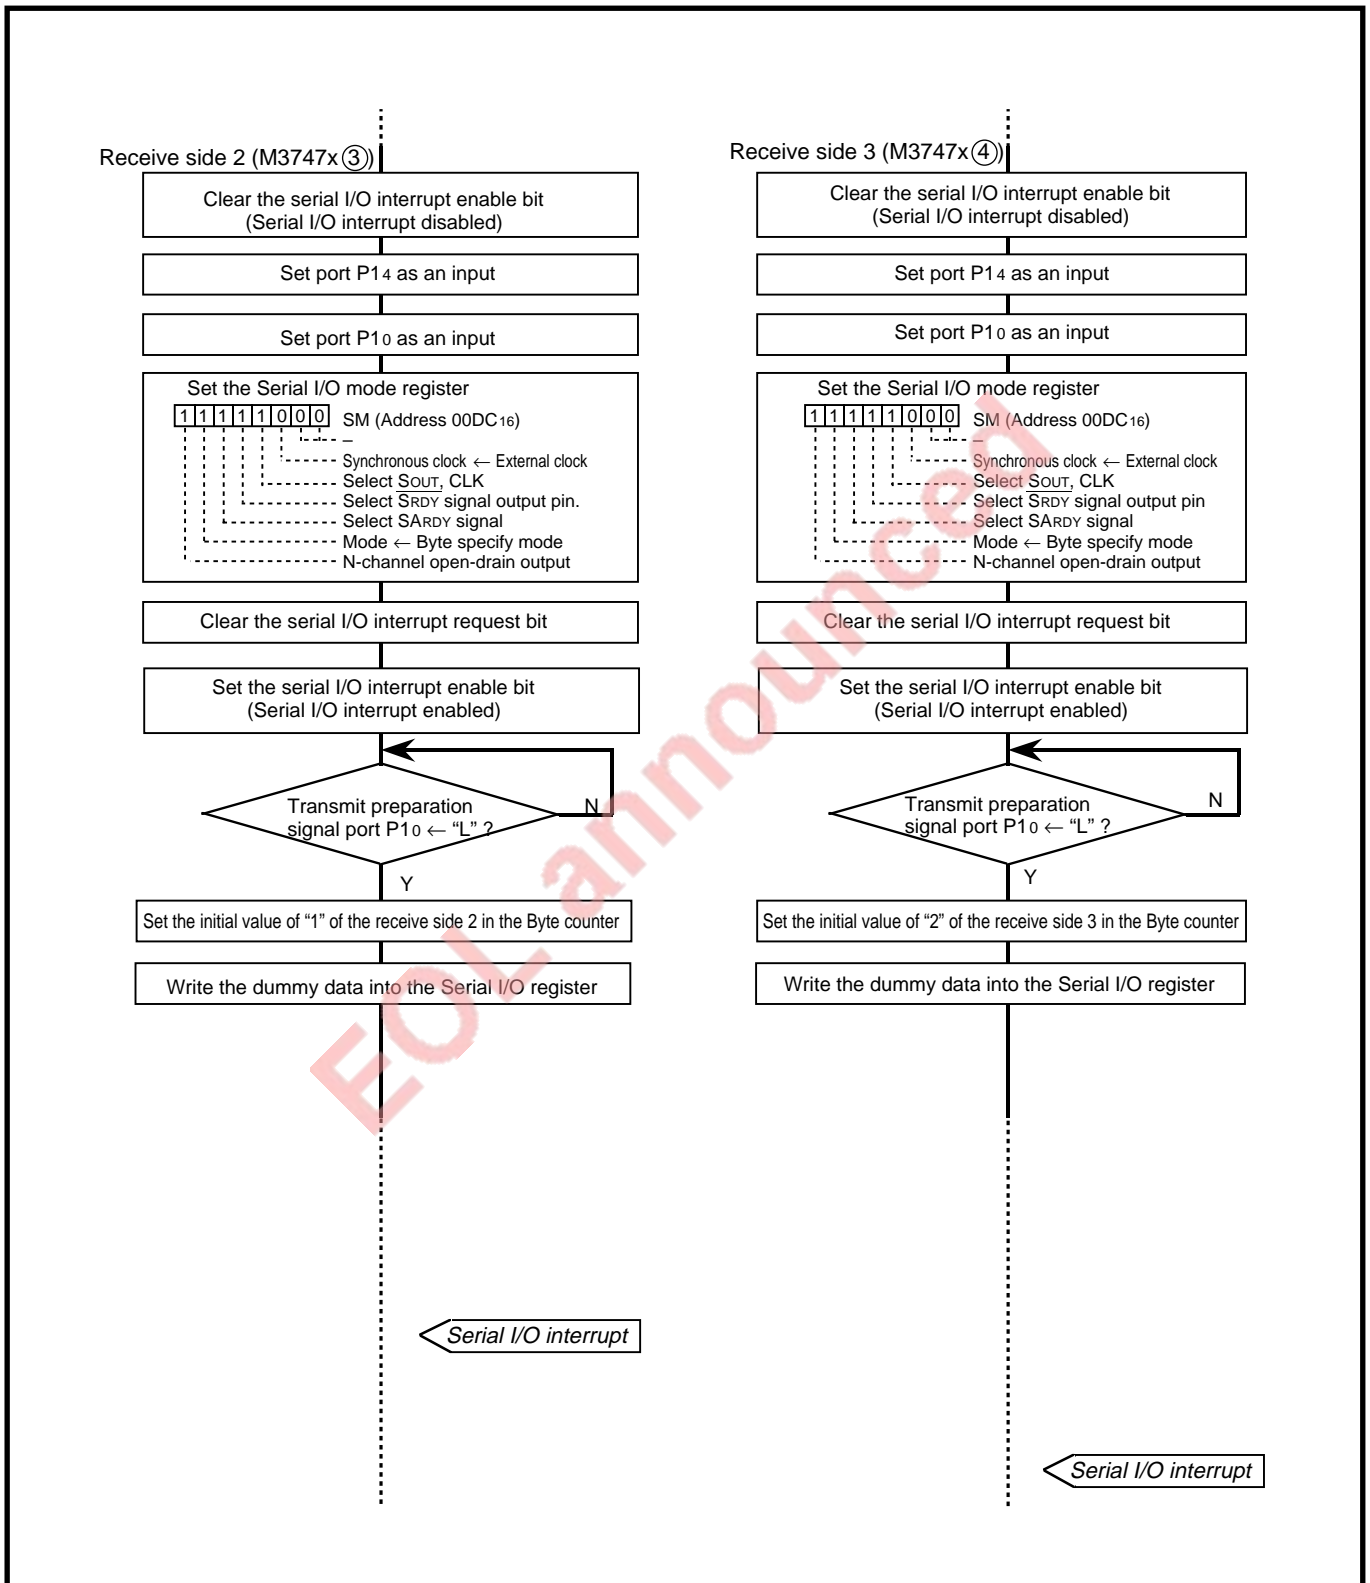 Receive side 2 (M3747x③)
Clear the serial I/O interrupt enable bit
(Serial I/O interrupt disabled)
Set port P14 as an input
Set port P10 as an input
Set the Serial I/O mode register
1 1 1 1 1 0 0 0 SM (Address 00DC16)
–
Synchronous clock ← External clock
Select SOUT, CLK
Select S̅R̅D̅Y̅ signal output pin.
Select SARDY signal
Mode ← Byte specify mode
N-channel open-drain output
Clear the serial I/O interrupt request bit
Set the serial I/O interrupt enable bit
(Serial I/O interrupt enabled)
Transmit preparation
signal port P10 ← “L” ?
N
Y
Set the initial value of “1” of the receive side 2 in the Byte counter
Write the dummy data into the Serial I/O register
Serial I/O interrupt
Receive side 3 (M3747x④)
Clear the serial I/O interrupt enable bit
(Serial I/O interrupt disabled)
Set port P14 as an input
Set port P10 as an input
Set the Serial I/O mode register
1 1 1 1 1 0 0 0 SM (Address 00DC16)
–
Synchronous clock ← External clock
Select SOUT, CLK
Select S̅R̅D̅Y̅ signal output pin
Select SARDY signal
Mode ← Byte specify mode
N-channel open-drain output
Clear the serial I/O interrupt request bit
Set the serial I/O interrupt enable bit
(Serial I/O interrupt enabled)
Transmit preparation
signal port P10 ← “L” ?
N
Y
Set the initial value of “2” of the receive side 3 in the Byte counter
Write the dummy data into the Serial I/O register
Serial I/O interrupt
EOL announced